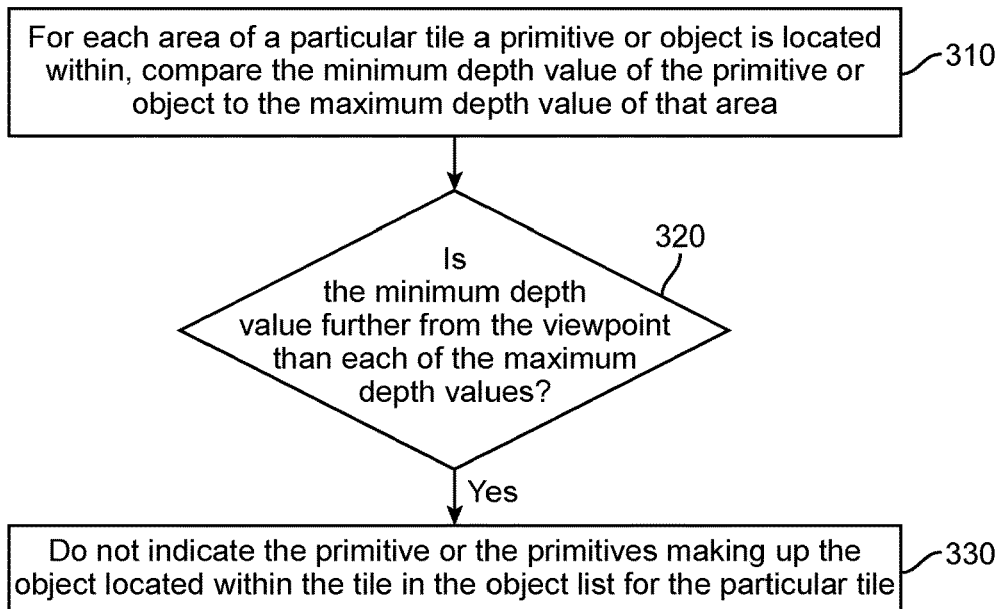 For each area of a particular tile a primitive or object is located
within, compare the minimum depth value of the primitive or
object to the maximum depth value of that area
310
320
Is
the minimum depth
value further from the viewpoint
than each of the maximum
depth values?
Yes
Do not indicate the primitive or the primitives making up the
object located within the tile in the object list for the particular tile
330